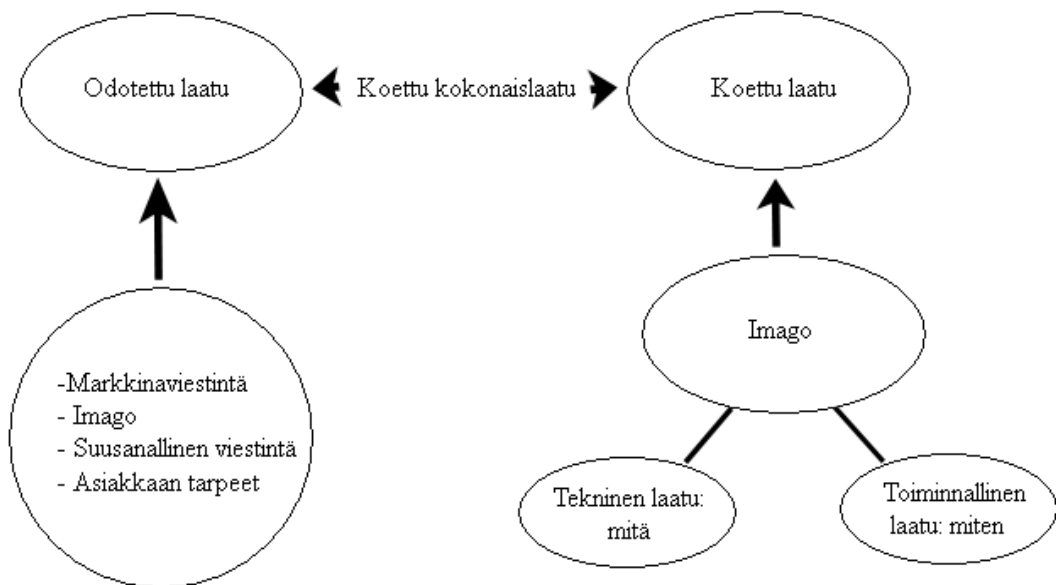 Odotettu laatu
Koettu kokonaislaatu
Koettu laatu
Imago
-Markkinaviestintä
- Imago
- Suusanallinen viestintä
- Asiakkaan tarpeet
Tekninen laatu:
mitä
Toiminnallinen
laatu: miten